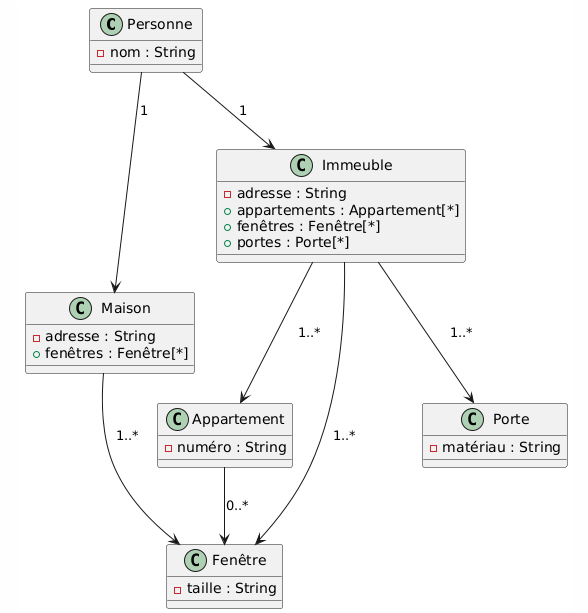 C Personne
nom : String
1
1
C Immeuble
adresse : String
appartements : Appartement[*]
fenêtres : Fenêtre[*]
portes : Porte[*]
C Maison
adresse : String
fenêtres : Fenêtre[*]
1..*
1..*
C Appartement
numéro : String
C Porte
matériau : String
1..*
1..*
0..*
C Fenêtre
taille : String